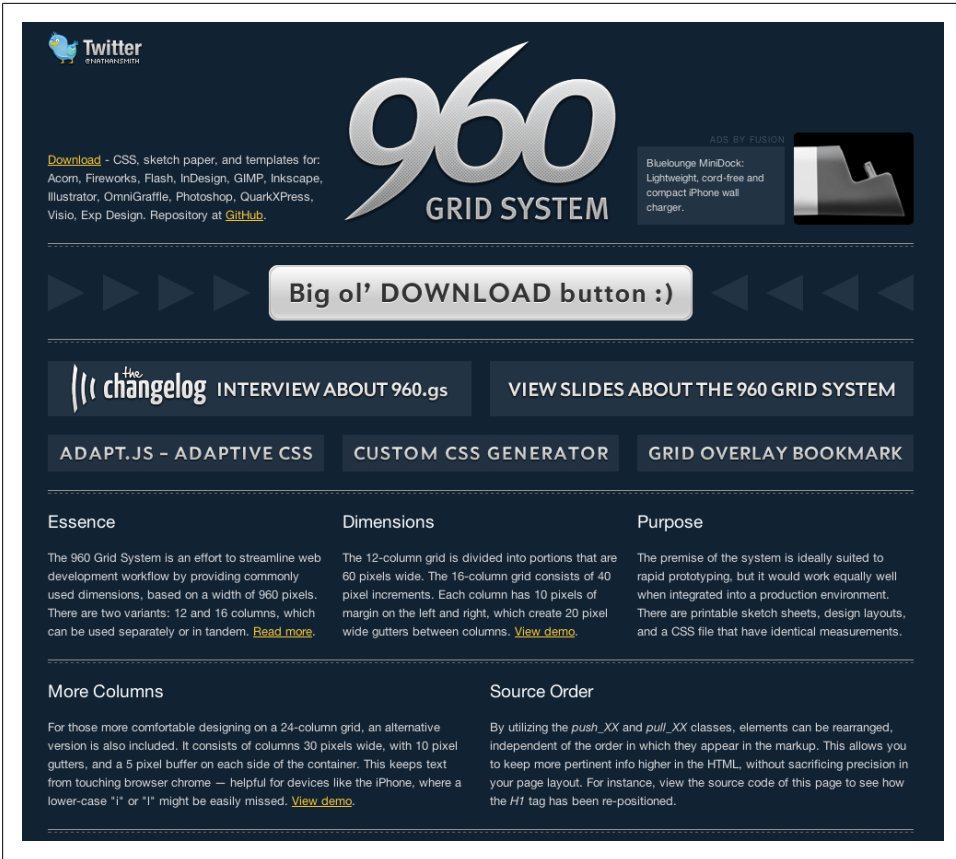 Twitter
@NATHANSMITH
960
GRID SYSTEM
Download - CSS, sketch paper, and templates for:
Acorn, Fireworks, Flash, InDesign, GIMP, Inkscape,
Illustrator, OmniGraffle, Photoshop, QuarkXPress,
Visio, Exp Design. Repository at GitHub.
ADS BY FUSION
Bluelounge MiniDock:
Lightweight, cord-free and
compact iPhone wall
charger.
Big ol' DOWNLOAD button :)
the changelog INTERVIEW ABOUT 960.gs
VIEW SLIDES ABOUT THE 960 GRID SYSTEM
ADAPT.JS – ADAPTIVE CSS
CUSTOM CSS GENERATOR
GRID OVERLAY BOOKMARK
Essence
The 960 Grid System is an effort to streamline web
development workflow by providing commonly
used dimensions, based on a width of 960 pixels.
There are two variants: 12 and 16 columns, which
can be used separately or in tandem. Read more.
Dimensions
The 12-column grid is divided into portions that are
60 pixels wide. The 16-column grid consists of 40
pixel increments. Each column has 10 pixels of
margin on the left and right, which create 20 pixel
wide gutters between columns. View demo.
Purpose
The premise of the system is ideally suited to
rapid prototyping, but it would work equally well
when integrated into a production environment.
There are printable sketch sheets, design layouts,
and a CSS file that have identical measurements.
More Columns
For those more comfortable designing on a 24-column grid, an alternative
version is also included. It consists of columns 30 pixels wide, with 10 pixel
gutters, and a 5 pixel buffer on each side of the container. This keeps text
from touching browser chrome — helpful for devices like the iPhone, where a
lower-case "i" or "l" might be easily missed. View demo.
Source Order
By utilizing the push_XX and pull_XX classes, elements can be rearranged,
independent of the order in which they appear in the markup. This allows you
to keep more pertinent info higher in the HTML, without sacrificing precision in
your page layout. For instance, view the source code of this page to see how
the H1 tag has been re-positioned.